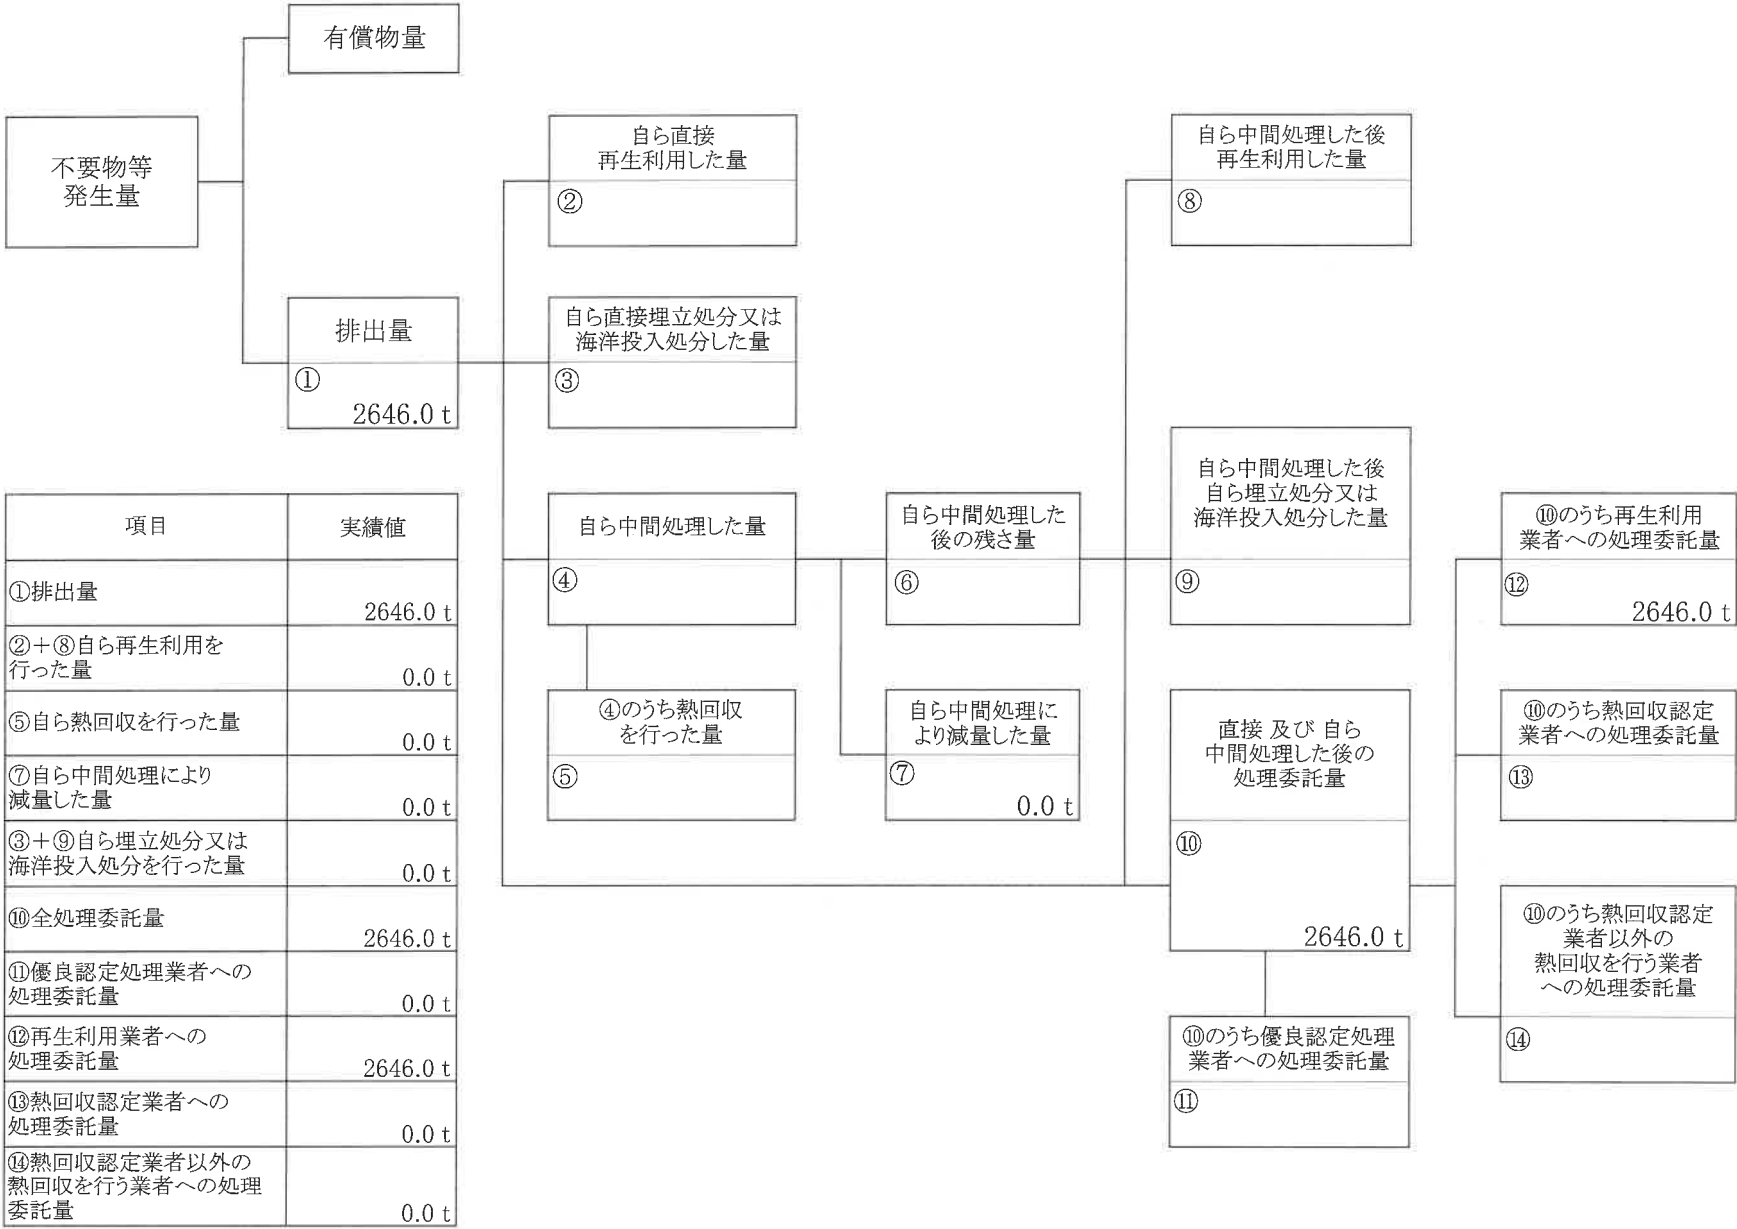 有償物量
不要物等
発生量
自ら直接
再生利用した量
②
自ら中間処理した後
再生利用した量
⑧
排出量
①
2646.0 t
自ら直接埋立処分又は
海洋投入処分した量
③
自ら中間処理した量
④
自ら中間処理した
後の残さ量
⑥
自ら中間処理した後
自ら埋立処分又は
海洋投入処分した量
⑨
⑩のうち再生利用
業者への処理委託量
⑫
2646.0 t
④のうち熱回収
を行った量
⑤
自ら中間処理に
より減量した量
⑦
0.0 t
直接 及び 自ら
中間処理した後の
処理委託量
⑩
2646.0 t
⑩のうち熱回収認定
業者への処理委託量
⑬
⑩のうち熱回収認定
業者以外の
熱回収を行う業者
への処理委託量
⑭
⑩のうち優良認定処理
業者への処理委託量
⑪
項目
実績値
①排出量
2646.0 t
②＋⑧自ら再生利用を
行った量
0.0 t
⑤自ら熱回収を行った量
0.0 t
⑦自ら中間処理により
減量した量
0.0 t
③＋⑨自ら埋立処分又は
海洋投入処分を行った量
0.0 t
⑩全処理委託量
2646.0 t
⑪優良認定処理業者への
処理委託量
0.0 t
⑫再生利用業者への
処理委託量
2646.0 t
⑬熱回収認定業者への
処理委託量
0.0 t
⑭熱回収認定業者以外の
熱回収を行う業者への処理
委託量
0.0 t